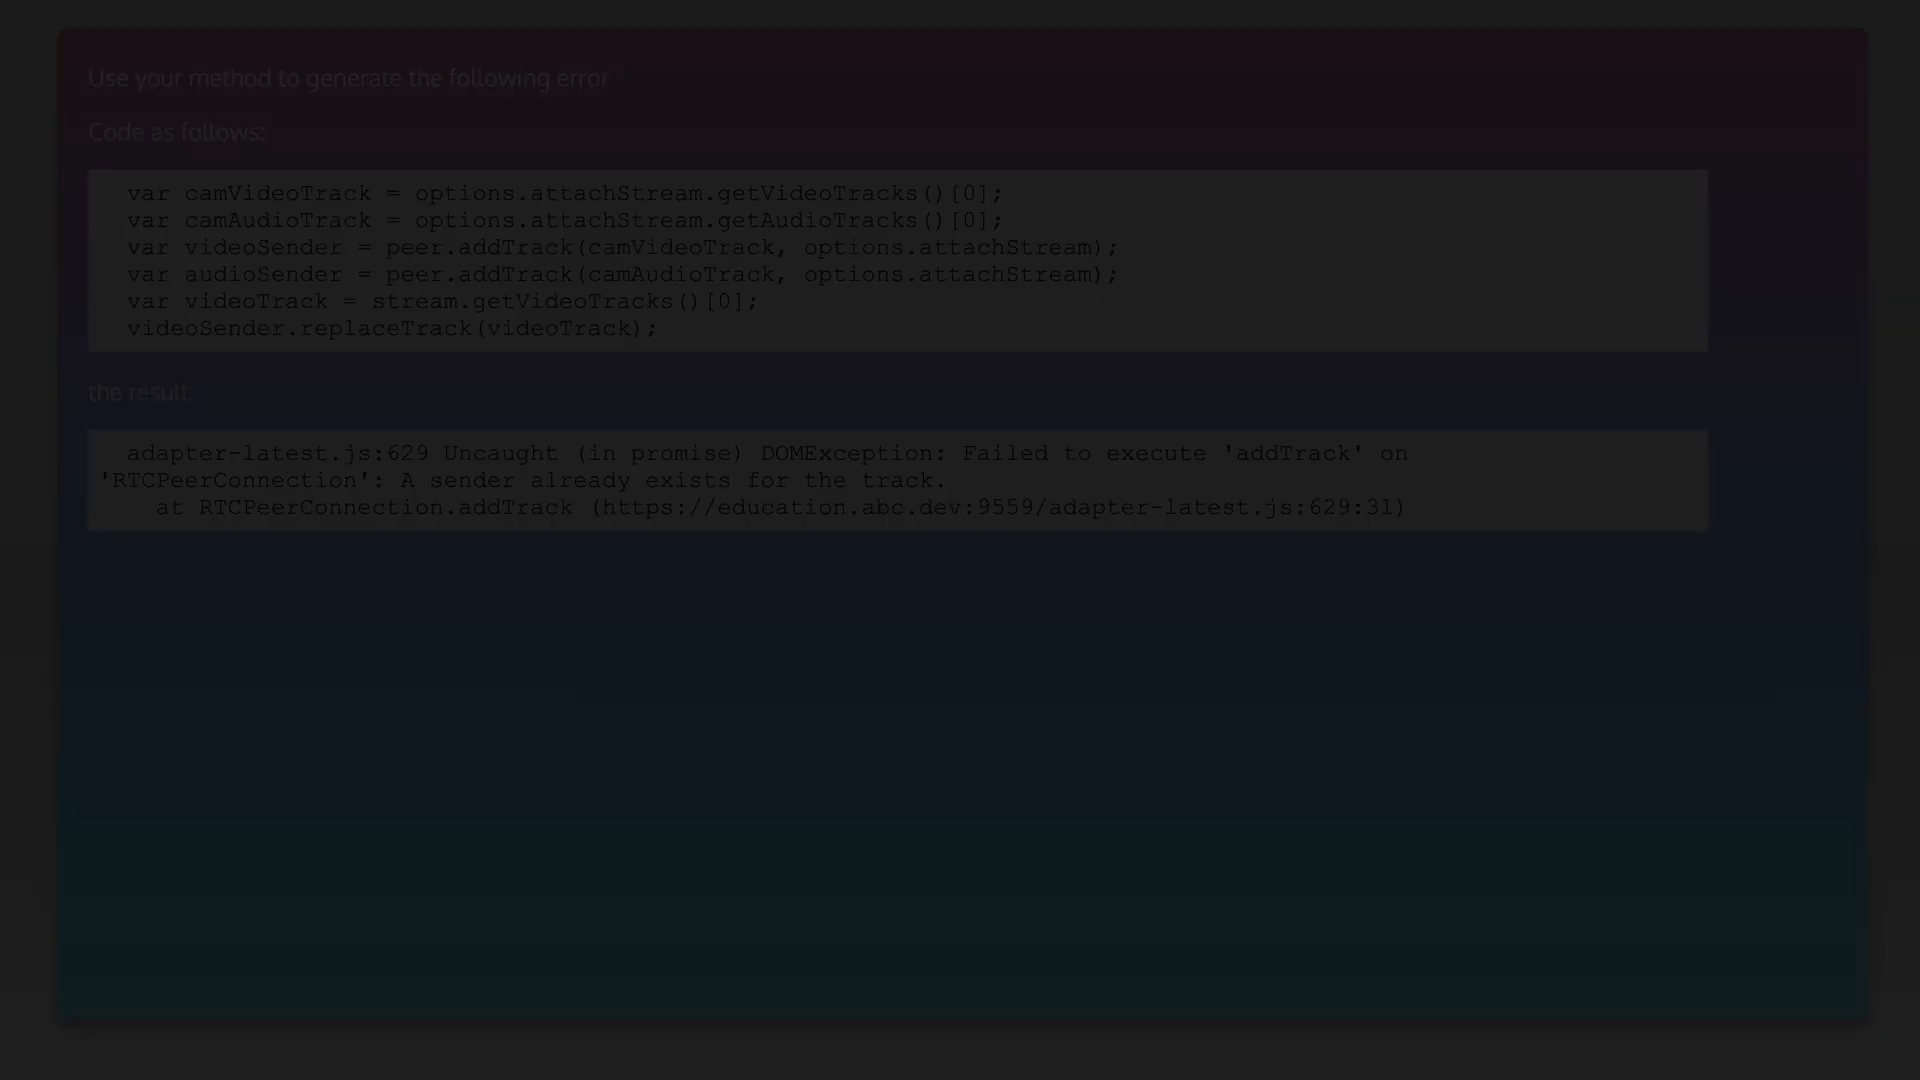 Use your method to generate the following error
Code as follows:
var camVideoTrack = options.attachStream.getVideoTracks()[0];
var camAudioTrack = options.attachStream.getAudioTracks()[0];
var videoSender = peer.addTrack(camVideoTrack, options.attachStream);
var audioSender = peer.addTrack(camAudioTrack, options.attachStream);
var videoTrack = stream.getVideoTracks()[0];
videoSender.replaceTrack(videoTrack);
the result:
adapter-latest.js:629 Uncaught (in promise) DOMException: Failed to execute 'addTrack' on
'RTCPeerConnection': A sender already exists for the track.
at RTCPeerConnection.addTrack (https://education.abc.dev:9559/adapter-latest.js:629:31)